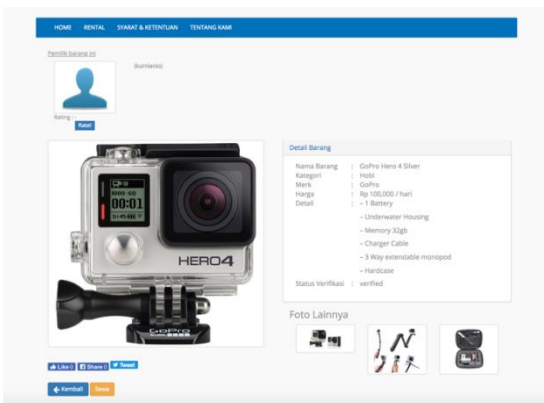 HOME RENTAL SYARAT & KETENTUAN TENTANG KAMI
Pemilik barang ini
(kurnianto)
Rating : -
Rate!
00:01
HERO4
GoPro
Detail Barang
Nama Barang : GoPro Hero 4 Silver
Kategori : Hobi
Merk : GoPro
Harga : Rp 100,000 / hari
Detail : – 1 Battery
– Underwater Housing
– Memory 32gb
– Charger Cable
– 3 Way extendable monopod
– Hardcase
Status Verifikasi : verified
Foto Lainnya
Like 0 Share 0 Tweet
Kembali Sewa